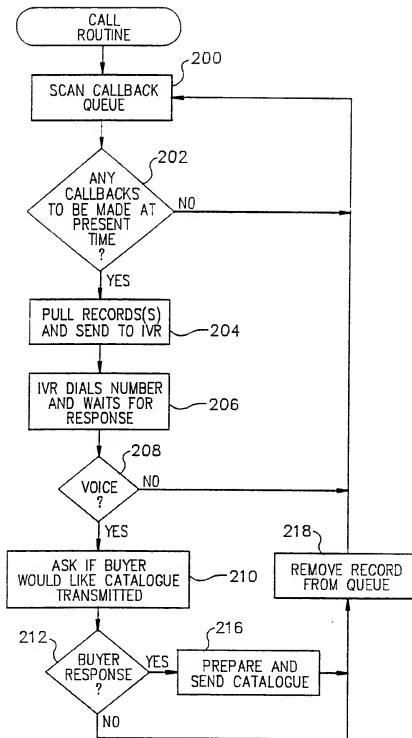 CALL
ROUTINE
200
SCAN CALLBACK
QUEUE
202
ANY
CALLBACKS
TO BE MADE AT
PRESENT
TIME
?
NO
YES
PULL RECORDS(S)
AND SEND TO IVR
204
IVR DIALS NUMBER
AND WAITS FOR
RESPONSE
206
208
VOICE
?
NO
YES
ASK IF BUYER
WOULD LIKE CATALOGUE
TRANSMITTED
210
218
REMOVE RECORD
FROM QUEUE
212
BUYER
RESPONSE
?
YES
216
PREPARE AND
SEND CATALOGUE
NO